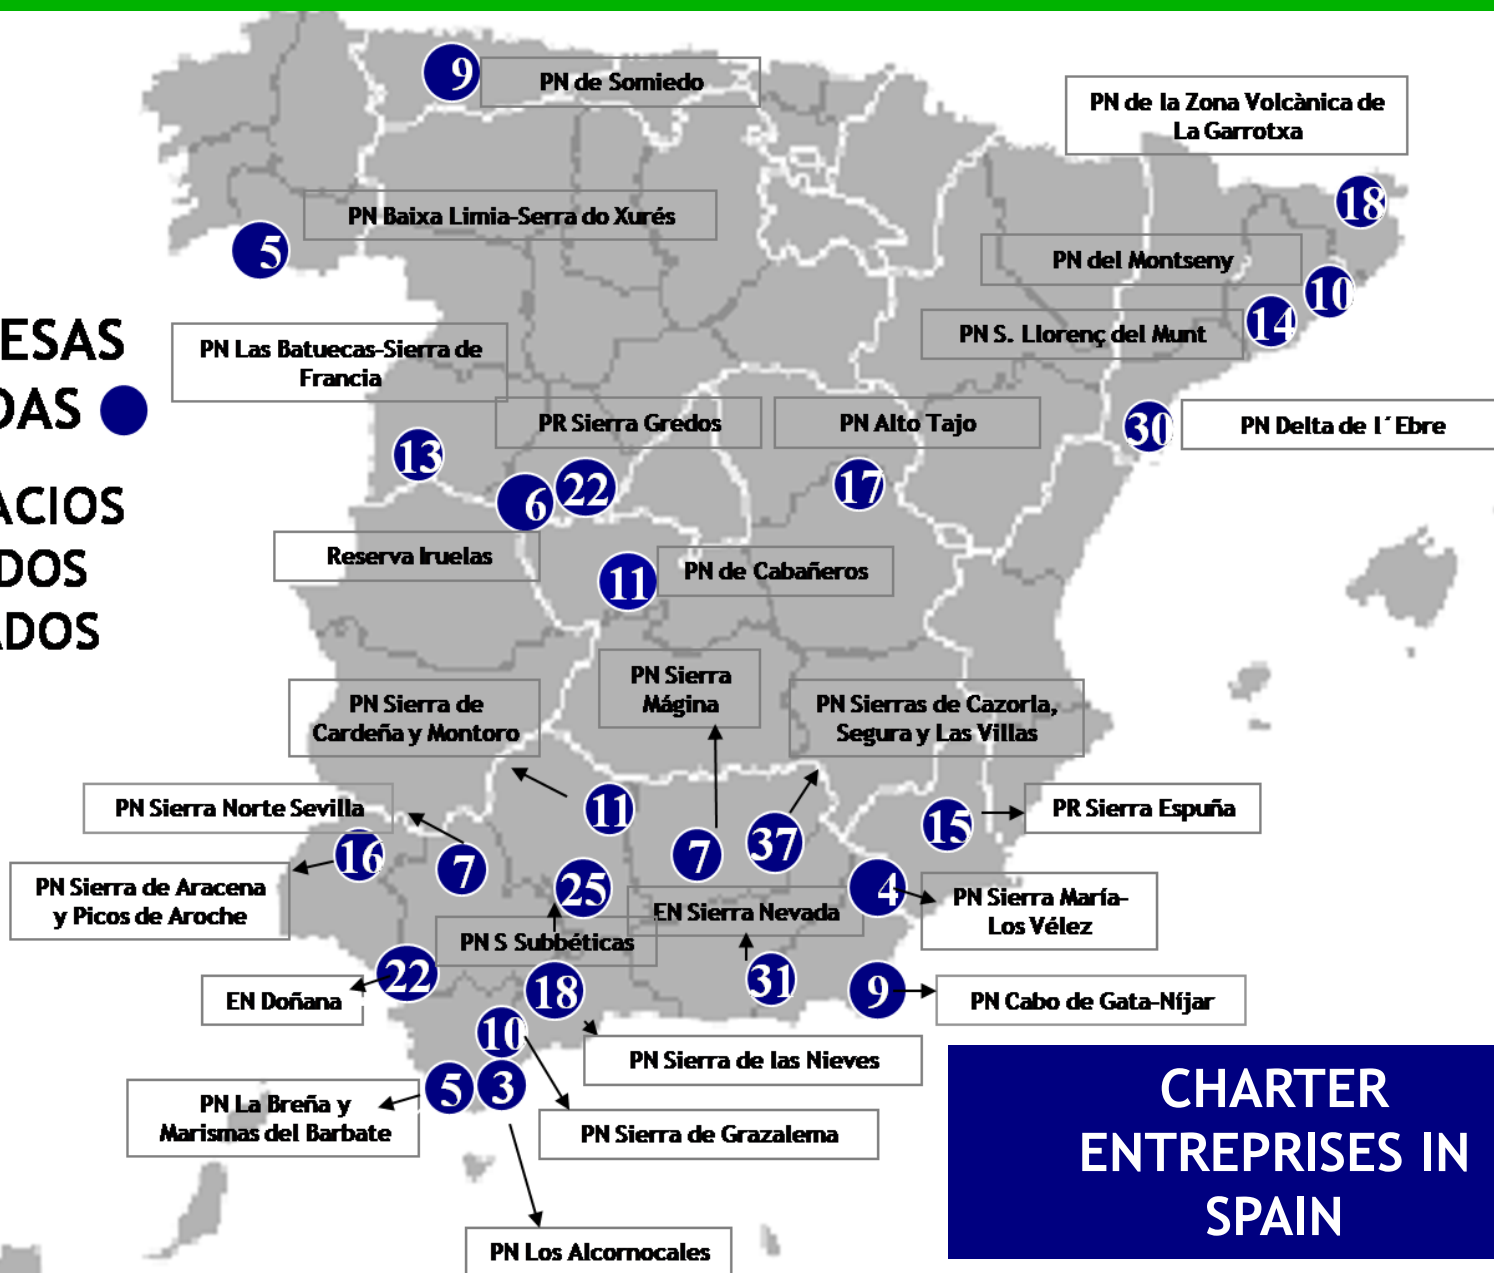 9
PN de Somiedo
PN de la Zona Volcànica de
La Garrotxa
18
PN Baixa Limia-Serra do Xurés
5
PN del Montseny
10
14
PN S. Llorenç del Munt
ESAS
DAS
PN Las Batuecas-Sierra de
Francia
PR Sierra Gredos
PN Alto Tajo
30
PN Delta de l´Ebre
13
6
22
17
ACIOS
DOS
ADOS
Reserva Iruelas
11
PN de Cabañeros
PN Sierra de
Cardeña y Montoro
PN Sierra
Mágina
PN Sierras de Cazorla,
Segura y Las Villas
PN Sierra Norte Sevilla
11
PR Sierra Espuña
15
16
7
7
37
PN Sierra de Aracena
y Picos de Aroche
25
EN Sierra Nevada
4
PN Sierra María-
Los Vélez
PN S Subbéticas
EN Doñana
22
18
31
9
PN Cabo de Gata-Níjar
10
PN Sierra de las Nieves
PN La Breña y
Marismas del Barbate
5
3
PN Sierra de Grazalema
PN Los Alcornocales
CHARTER
ENTREPRISES IN
SPAIN